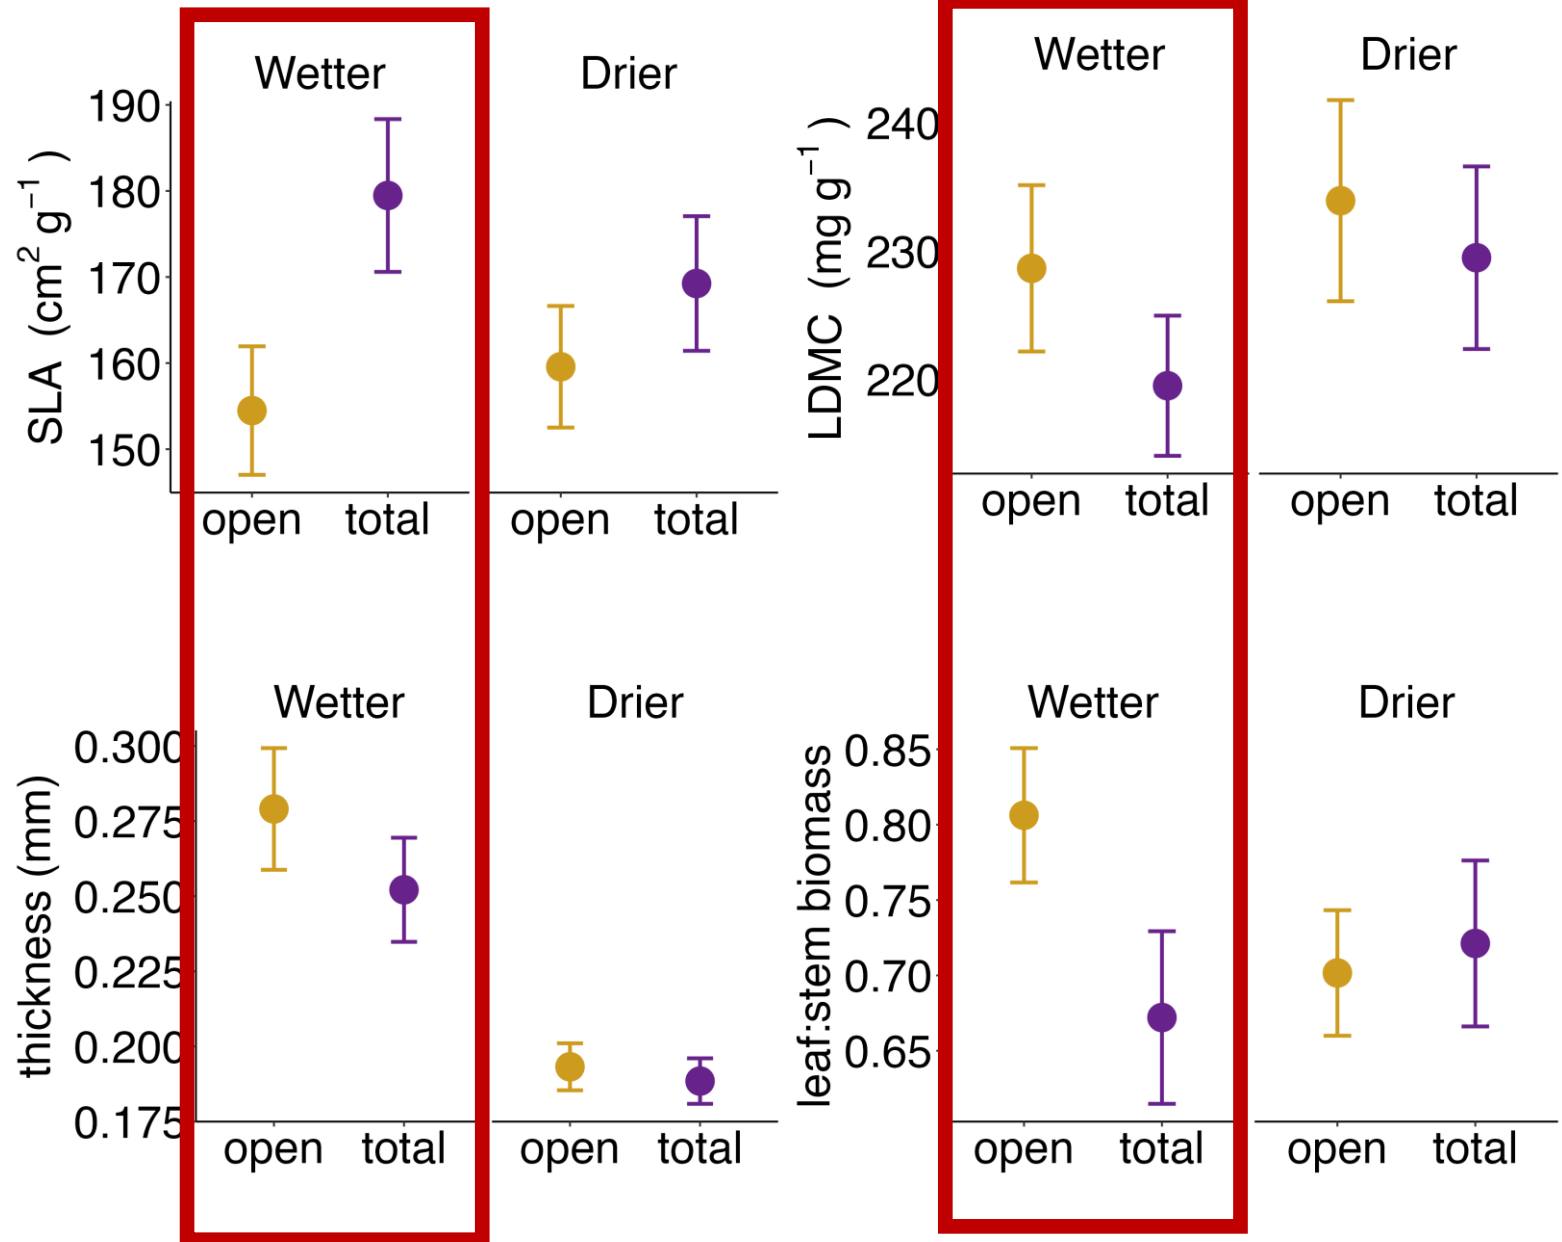 Wetter Drier
190
180
170
160
150
SLA (cm² g⁻¹ )
open total open total
Wetter Drier
240
230
220
LDMC (mg g⁻¹ )
open total open total
Wetter Drier
0.300
0.275
0.250
0.225
0.200
0.175
thickness (mm)
open total open total
Wetter Drier
0.85
0.80
0.75
0.70
0.65
leaf:stem biomass
open total open total